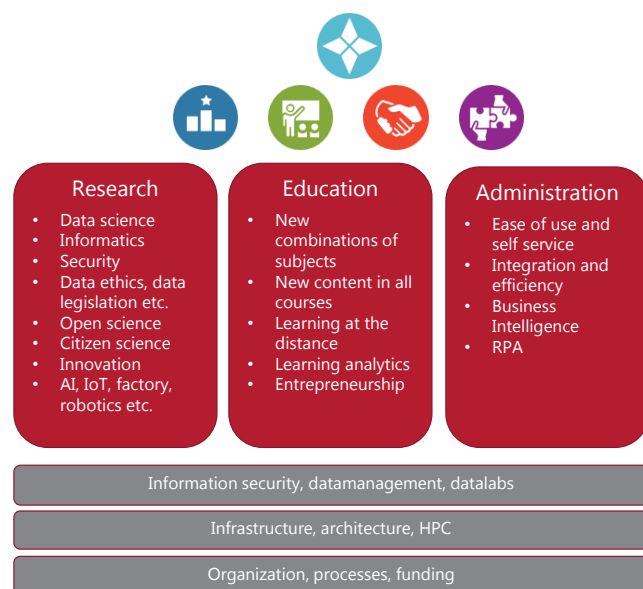 Research
• Data science
• Informatics
• Security
• Data ethics, data
legislation etc.
• Open science
• Citizen science
• Innovation
• AI, IoT, factory,
robotics etc.
Education
• New
combinations of
subjects
• New content in all
courses
• Learning at the
distance
• Learning analytics
• Entrepreneurship
Administration
• Ease of use and
self service
• Integration and
efficiency
• Business
Intelligence
• RPA
Information security, datamanagement, datalabs
Infrastructure, architecture, HPC
Organization, processes, funding